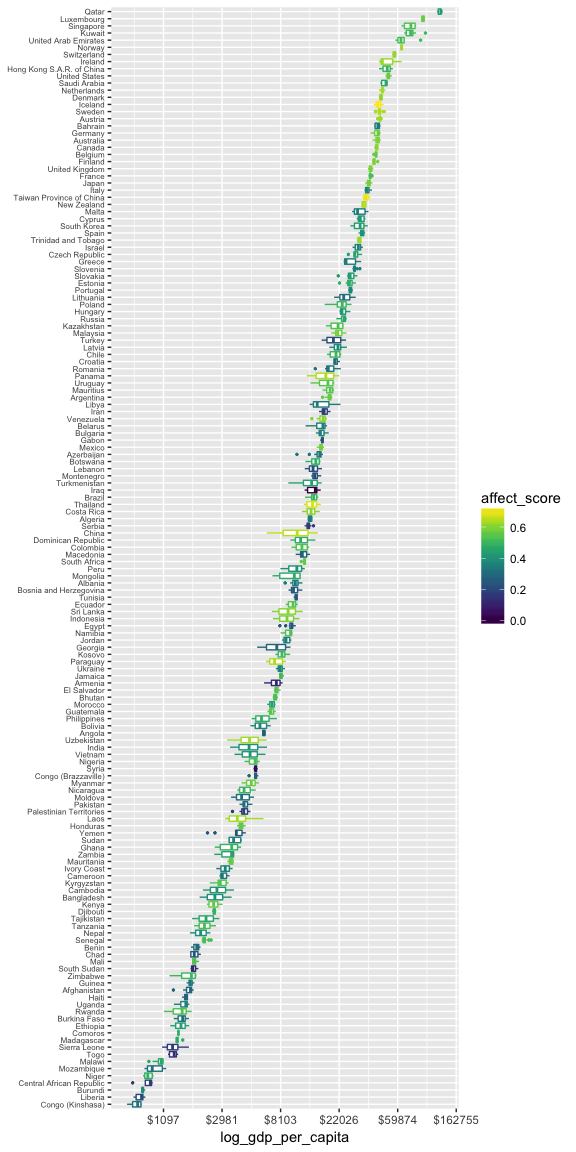 Qatar
Luxembourg
Singapore
Kuwait
United Arab Emirates
Norway
Switzerland
Ireland
Hong Kong S.A.R. of China
United States
Saudi Arabia
Netherlands
Denmark
Iceland
Sweden
Austria
Bahrain
Germany
Australia
Canada
Belgium
Finland
United Kingdom
France
Japan
Italy
Taiwan Province of China
New Zealand
Malta
Cyprus
South Korea
Spain
Trinidad and Tobago
Israel
Czech Republic
Greece
Slovenia
Slovakia
Estonia
Portugal
Lithuania
Poland
Hungary
Russia
Kazakhstan
Malaysia
Turkey
Latvia
Chile
Croatia
Romania
Panama
Uruguay
Mauritius
Argentina
Libya
Iran
Venezuela
Belarus
Bulgaria
Gabon
Mexico
Azerbaijan
Botswana
Lebanon
Montenegro
Turkmenistan
Iraq
Brazil
Thailand
Costa Rica
Algeria
Serbia
China
Dominican Republic
Colombia
Macedonia
South Africa
Peru
Mongolia
Albania
Bosnia and Herzegovina
Tunisia
Ecuador
Sri Lanka
Indonesia
Egypt
Namibia
Jordan
Georgia
Kosovo
Paraguay
Ukraine
Jamaica
Armenia
El Salvador
Bhutan
Morocco
Guatemala
Philippines
Bolivia
Angola
Uzbekistan
India
Vietnam
Nigeria
Syria
Congo (Brazzaville)
Myanmar
Nicaragua
Moldova
Pakistan
Palestinian Territories
Laos
Honduras
Yemen
Sudan
Ghana
Zambia
Mauritania
Ivory Coast
Cameroon
Kyrgyzstan
Cambodia
Bangladesh
Kenya
Djibouti
Tajikistan
Tanzania
Nepal
Senegal
Benin
Chad
Mali
South Sudan
Zimbabwe
Guinea
Afghanistan
Haiti
Uganda
Rwanda
Burkina Faso
Ethiopia
Comoros
Madagascar
Sierra Leone
Togo
Malawi
Mozambique
Niger
Central African Republic
Burundi
Liberia
Congo (Kinshasa)
$1097 $2981 $8103 $22026 $59874 $162755
log_gdp_per_capita
affect_score
0.6
0.4
0.2
0.0